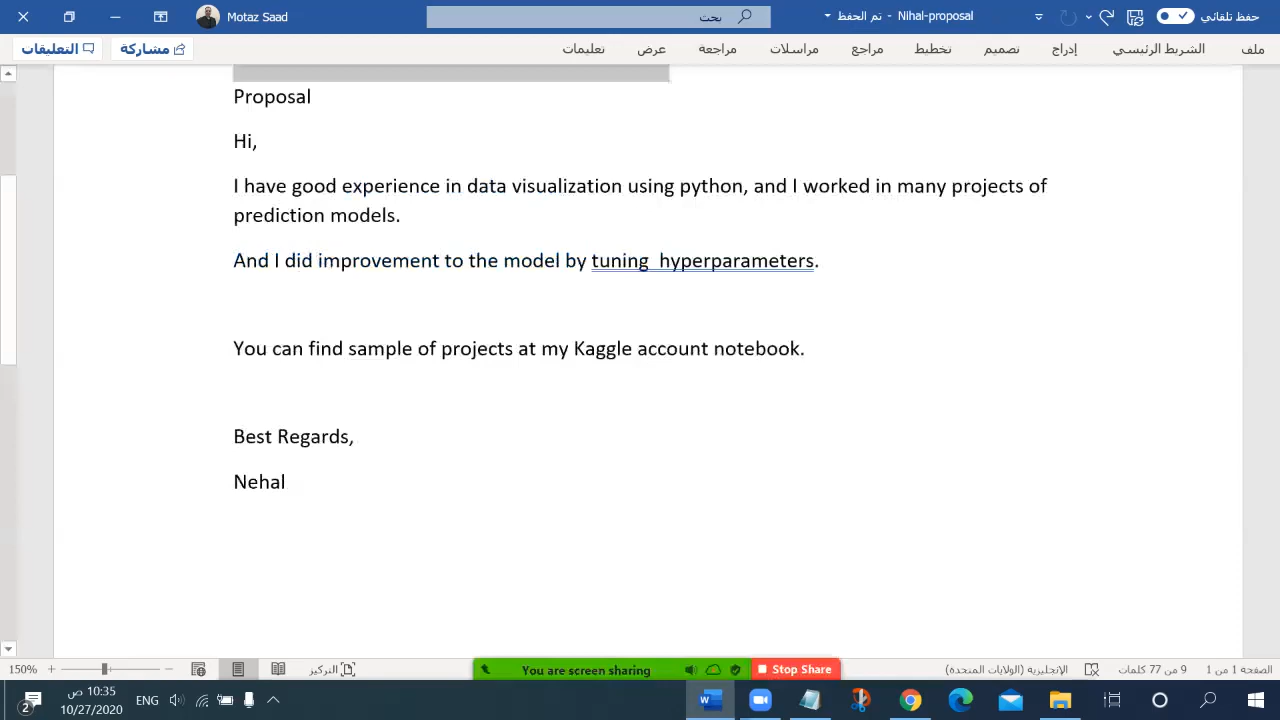 Motaz Saad
بحث
Nihal-proposal - تم الحفظ
حفظ تلقائي
ملف
الشريط الرئيسي
إدراج
تصميم
تخطيط
مراجع
مراسلات
مراجعة
عرض
تعليمات
مشاركة
التعليقات
Proposal
Hi,
I have good experience in data visualization using python, and I worked in many projects of
prediction models.
And I did improvement to the model by tuning  hyperparameters.
You can find sample of projects at my Kaggle account notebook.
Best Regards,
Nehal
الصفحة 1 من 1
9 من 77 كلمات
الإنجليزية (الولايات المتحدة)
You are screen sharing
Stop Share
التركيز
150%
ENG
10:35 ص
10/27/2020
2